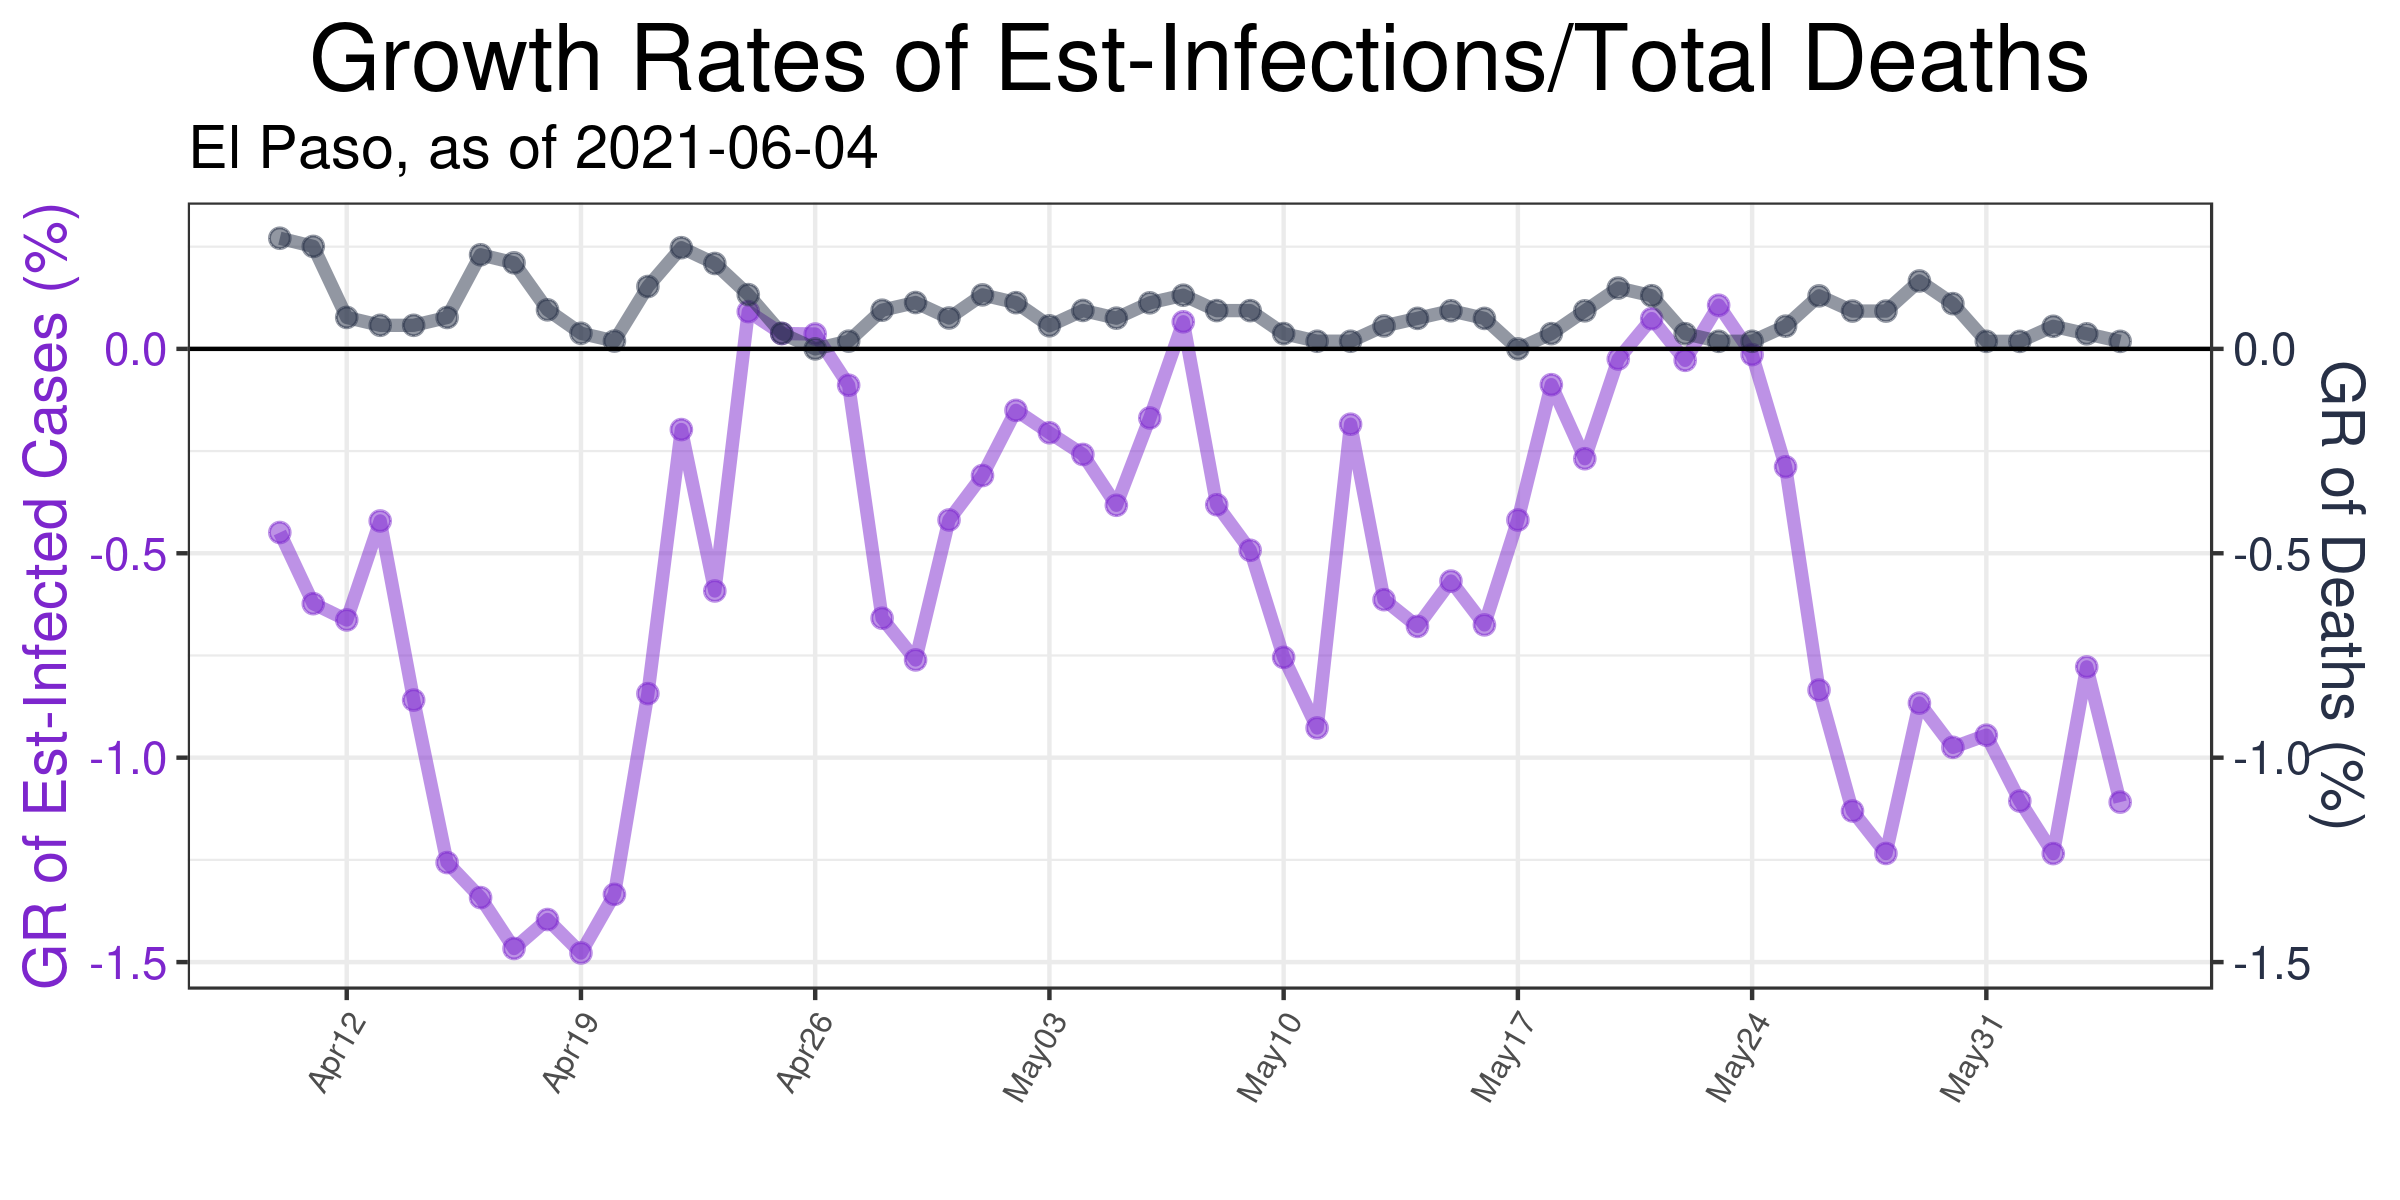 Growth Rates of Est-Infections/Total Deaths
El Paso, as of 2021-06-04
GR of Est-Infected Cases (%)
0.0
-0.5
-1.0
-1.5
0.0
-0.5
-1.0
-1.5
GR of Deaths (%)
Apr12
Apr19
Apr26
May03
May10
May17
May24
May31